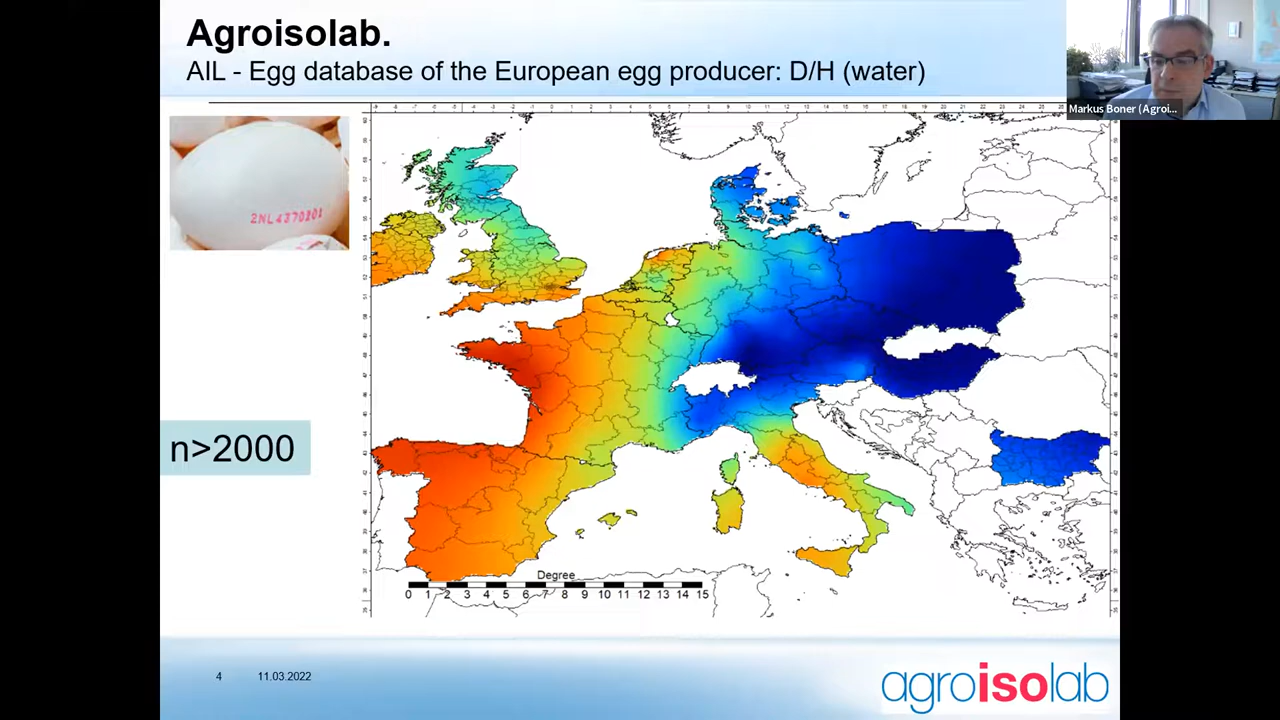 Agroisolab.
AIL - Egg database of the European egg producer: D/H (water)
Markus Boner (Agroi...
2NL4370201
n>2000
Degree
0 1 2 3 4 5 6 7 8 9 10 11 12 13 14 15
4 11.03.2022
agroisolab